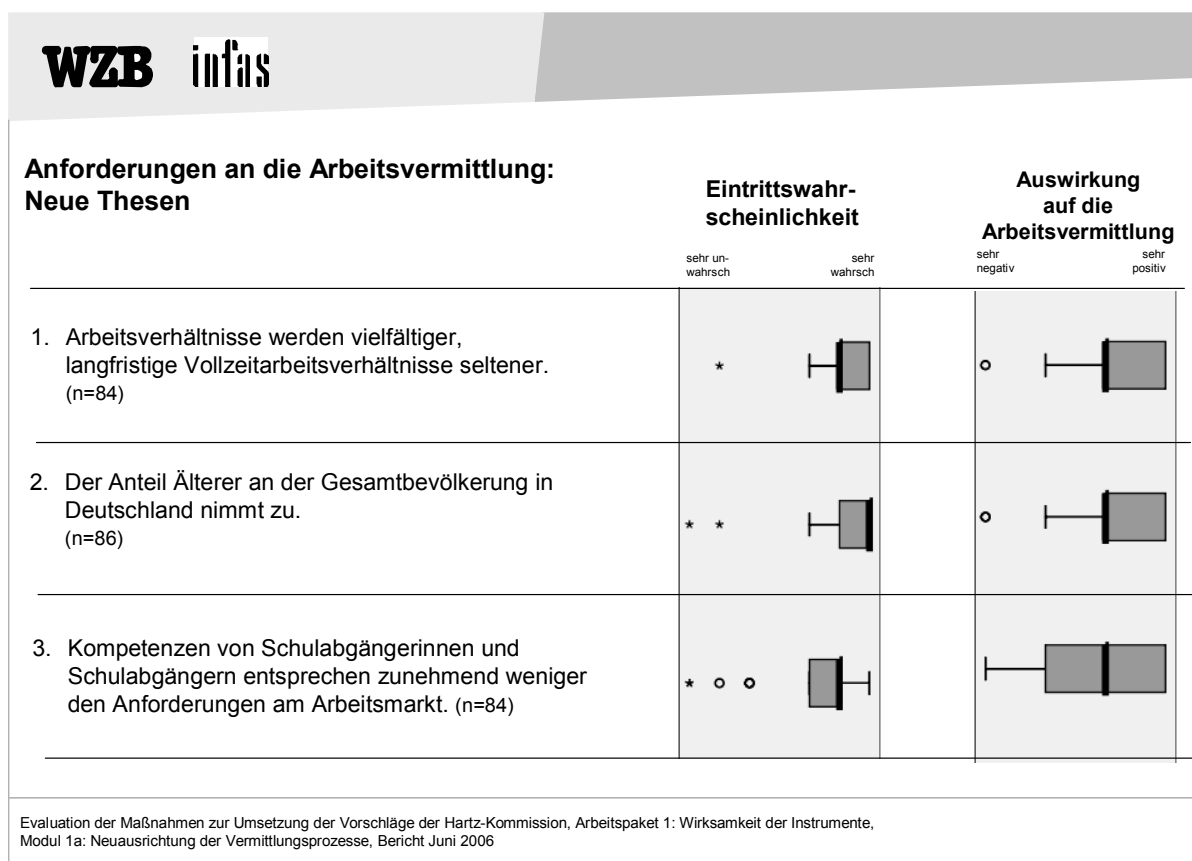 WZB infas
Anforderungen an die Arbeitsvermittlung:
Neue Thesen
Eintrittswahr-
scheinlichkeit
Auswirkung
auf die
Arbeitsvermittlung
sehr un-
wahrsch
sehr
wahrsch
sehr
negativ
sehr
positiv
1. Arbeitsverhältnisse werden vielfältiger,
langfristige Vollzeitarbeitsverhältnisse seltener.
(n=84)
2. Der Anteil Älterer an der Gesamtbevölkerung in
Deutschland nimmt zu.
(n=86)
3. Kompetenzen von Schulabgängerinnen und
Schulabgängern entsprechen zunehmend weniger
den Anforderungen am Arbeitsmarkt. (n=84)
Evaluation der Maßnahmen zur Umsetzung der Vorschläge der Hartz-Kommission, Arbeitspaket 1: Wirksamkeit der Instrumente,
Modul 1a: Neuausrichtung der Vermittlungsprozesse, Bericht Juni 2006